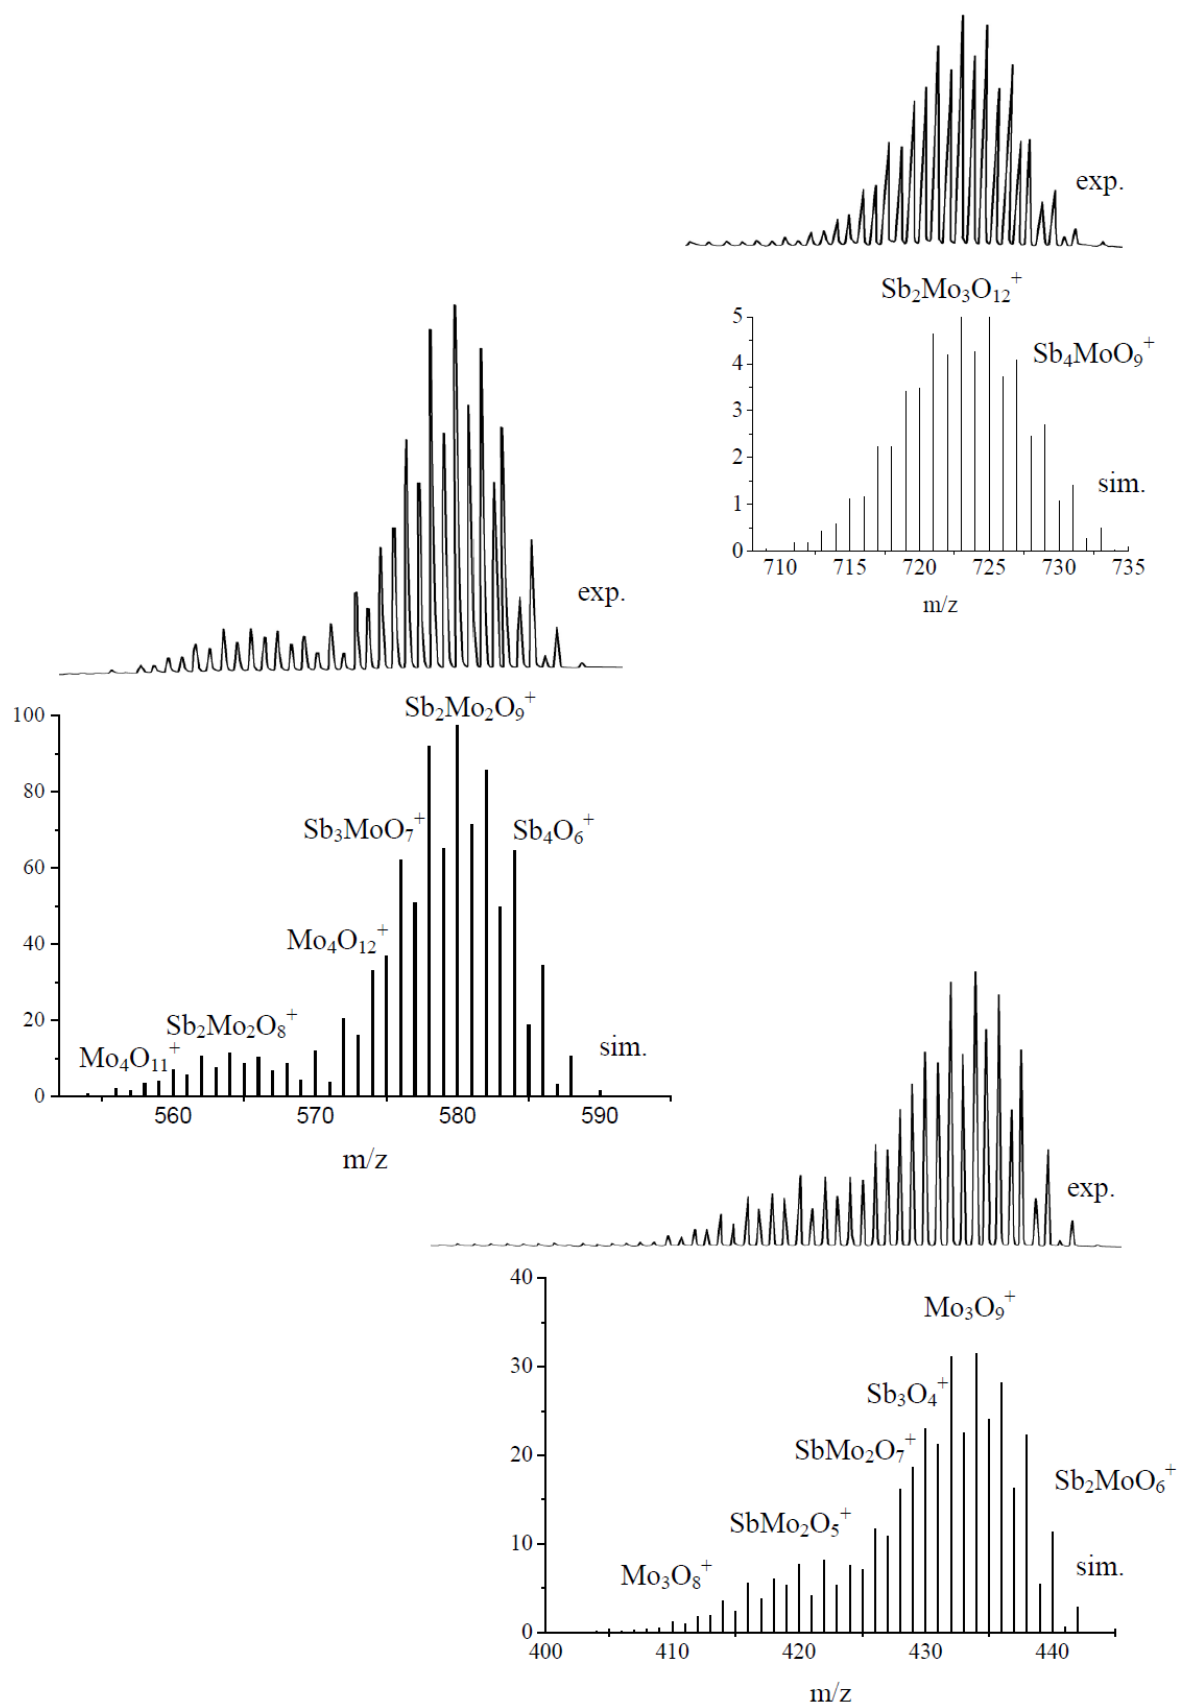 exp.
Sb₂Mo₃O₁₂⁺
5
Sb₄MoO₉⁺
4
3
2
sim.
1
0
710 715 720 725 730 735
m/z
exp.
Sb₂Mo₂O₉⁺
100
80
Sb₃MoO₇⁺
Sb₄O₆⁺
60
Mo₄O₁₂⁺
40
Sb₂Mo₂O₈⁺
20
Mo₄O₁₁⁺
sim.
0
560 570 580 590
m/z
exp.
40
Mo₃O₉⁺
30
Sb₃O₄⁺
SbMo₂O₇⁺
20
Sb₂MoO₆⁺
SbMo₂O₅⁺
10
Mo₃O₈⁺
sim.
0
400 410 420 430 440
m/z